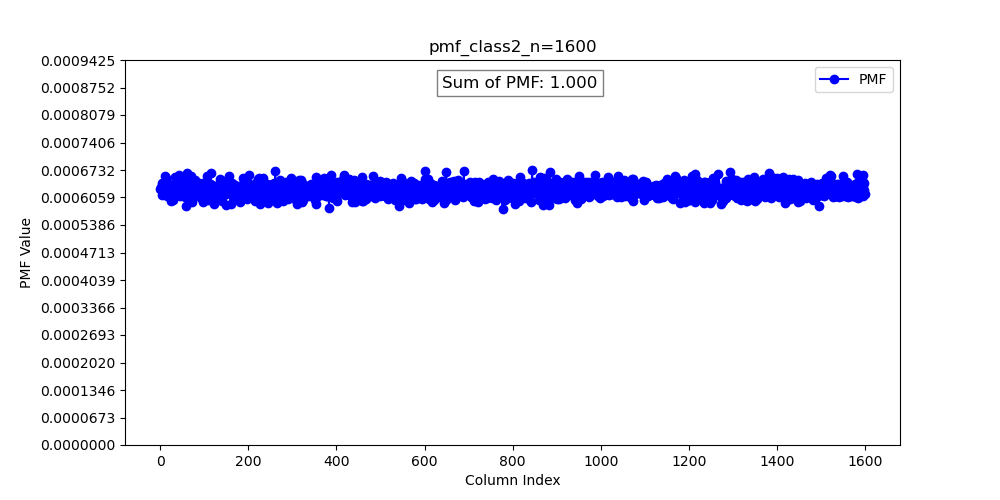 pmf_class2_n=1600
0.0009425
0.0008752
0.0008079
0.0007406
0.0006732
0.0006059
0.0005386
0.0004713
0.0004039
0.0003366
0.0002693
0.0002020
0.0001346
0.0000673
0.0000000
PMF Value
Sum of PMF: 1.000
PMF
0 200 400 600 800 1000 1200 1400 1600
Column Index